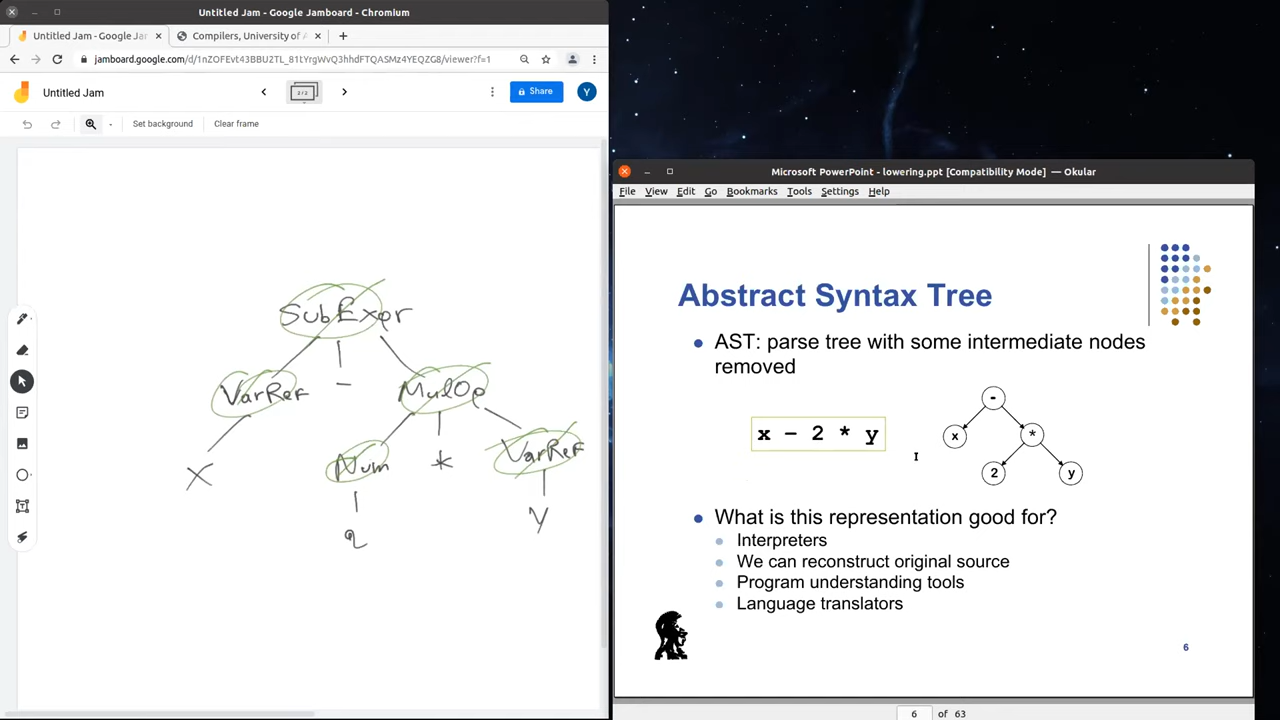 Untitled Jam - Google Jamboard - Chromium
Untitled Jam - Google Jar
Compilers, University of A
jamboard.google.com/d/1nZOFEvt43BBU2TL_81tYrgWvQ3hhdFTQASMz4YEQZG8/viewer?f=1
Untitled Jam
2 / 2
Share
Y
Set background
Clear frame
SubExpr
VarRef
-
MulOp
X
Num
*
VarRef
2
Y
Microsoft PowerPoint - lowering.ppt [Compatibility Mode] — Okular
File View Edit Go Bookmarks Tools Settings Help
Abstract Syntax Tree
AST: parse tree with some intermediate nodes
removed
x - 2 * y
-
x
*
2
y
What is this representation good for?
Interpreters
We can reconstruct original source
Program understanding tools
Language translators
6
6 of 63